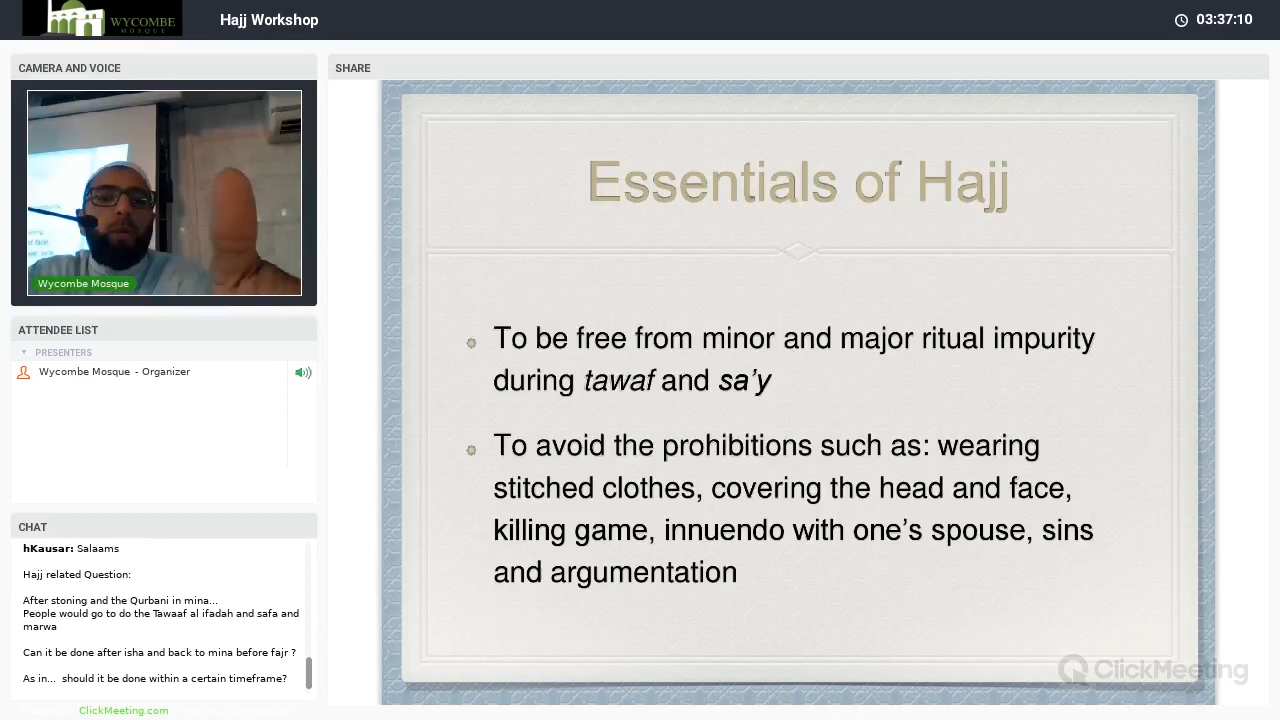 WYCOMBE
MOSQUE
Hajj Workshop
03:37:10
CAMERA AND VOICE
SHARE
Wycombe Mosque
ATTENDEE LIST
PRESENTERS
Wycombe Mosque - Organizer
CHAT
hKausar: Salaams
Hajj related Question:
After stoning and the Qurbani in mina...
People would go to do the Tawaaf al ifadah and safa and
marwa
Can it be done after isha and back to mina before fajr ?
As in... should it be done within a certain timeframe?
ClickMeeting.com
Essentials of Hajj
To be free from minor and major ritual impurity
during tawaf and sa’y
To avoid the prohibitions such as: wearing
stitched clothes, covering the head and face,
killing game, innuendo with one’s spouse, sins
and argumentation
ClickMeeting